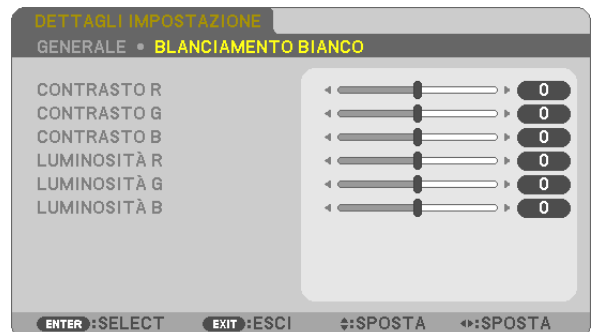 DETTAGLI IMPOSTAZIONE
GENERALE • BLANCIAMENTO BIANCO
CONTRASTO R 0
CONTRASTO G 0
CONTRASTO B 0
LUMINOSITÀ R 0
LUMINOSITÀ G 0
LUMINOSITÀ B 0
ENTER :SELECT EXIT :ESCI :SPOSTA :SPOSTA